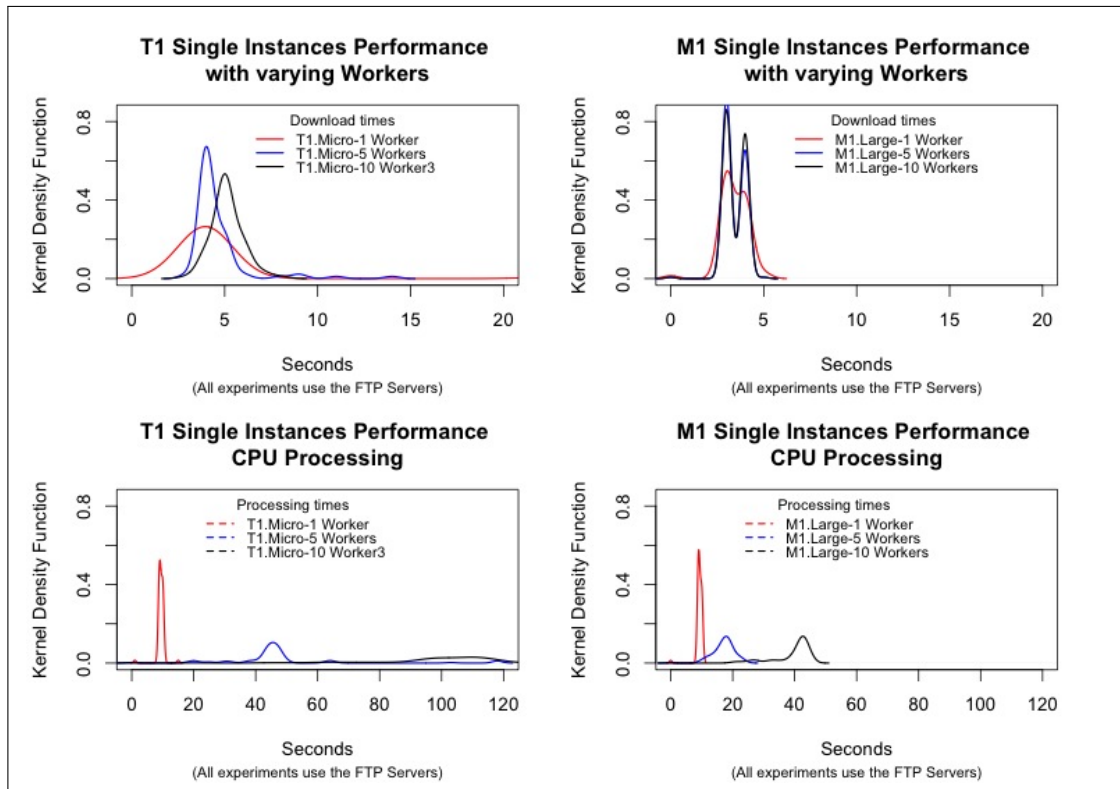 T1 Single Instances Performance
with varying Workers
Kernel Density Function
0.0 0.4 0.8
Download times
T1.Micro-1 Worker
T1.Micro-5 Workers
T1.Micro-10 Worker3
0 5 10 15 20
Seconds
(All experiments use the FTP Servers)
M1 Single Instances Performance
with varying Workers
Kernel Density Function
0.0 0.4 0.8
Download times
M1.Large-1 Worker
M1.Large-5 Workers
M1.Large-10 Workers
0 5 10 15 20
Seconds
(All experiments use the FTP Servers)
T1 Single Instances Performance
CPU Processing
Kernel Density Function
0.0 0.4 0.8
Processing times
T1.Micro-1 Worker
T1.Micro-5 Workers
T1.Micro-10 Worker3
0 20 40 60 80 100 120
Seconds
(All experiments use the FTP Servers)
M1 Single Instances Performance
CPU Processing
Kernel Density Function
0.0 0.4 0.8
Processing times
M1.Large-1 Worker
M1.Large-5 Workers
M1.Large-10 Workers
0 20 40 60 80 100 120
Seconds
(All experiments use the FTP Servers)